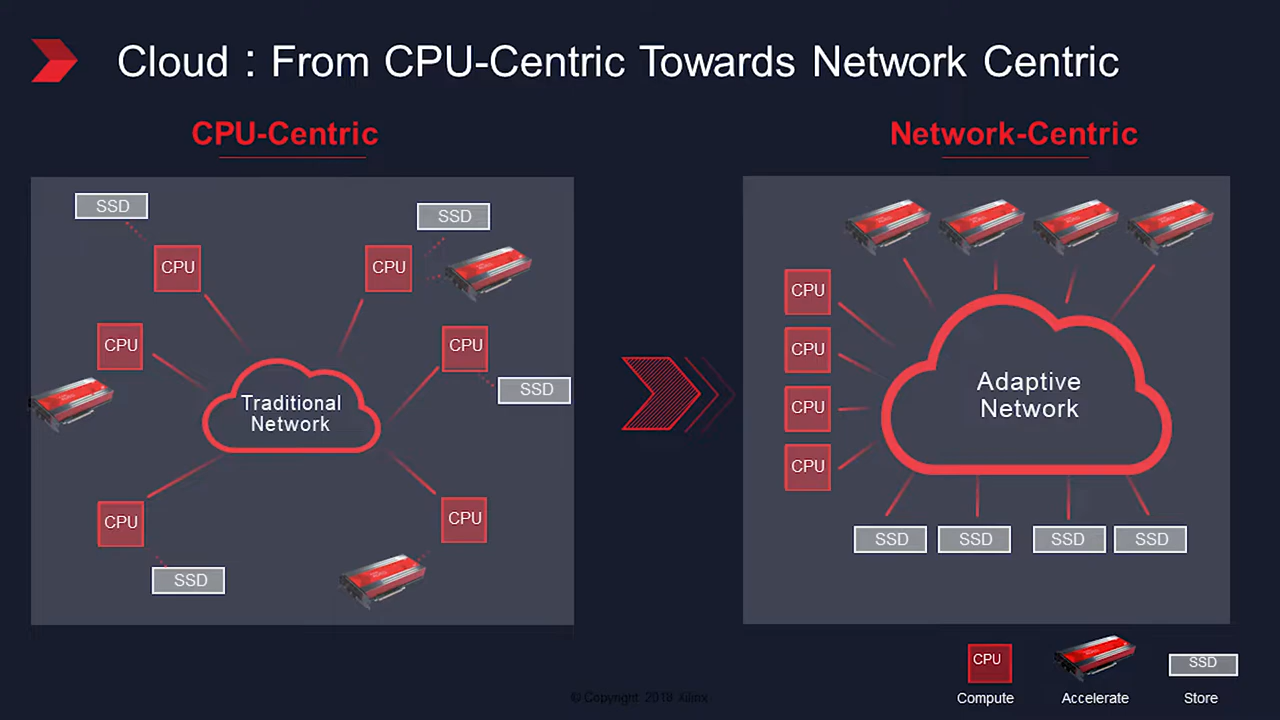 Cloud : From CPU-Centric Towards Network Centric
CPU-Centric
SSD
SSD
CPU
CPU
CPU
CPU
SSD
Traditional
Network
CPU
CPU
SSD
Network-Centric
CPU
CPU
CPU
CPU
Adaptive
Network
SSD
SSD
SSD
SSD
CPU
SSD
Compute
Accelerate
Store
© Copyright 2018 Xilinx